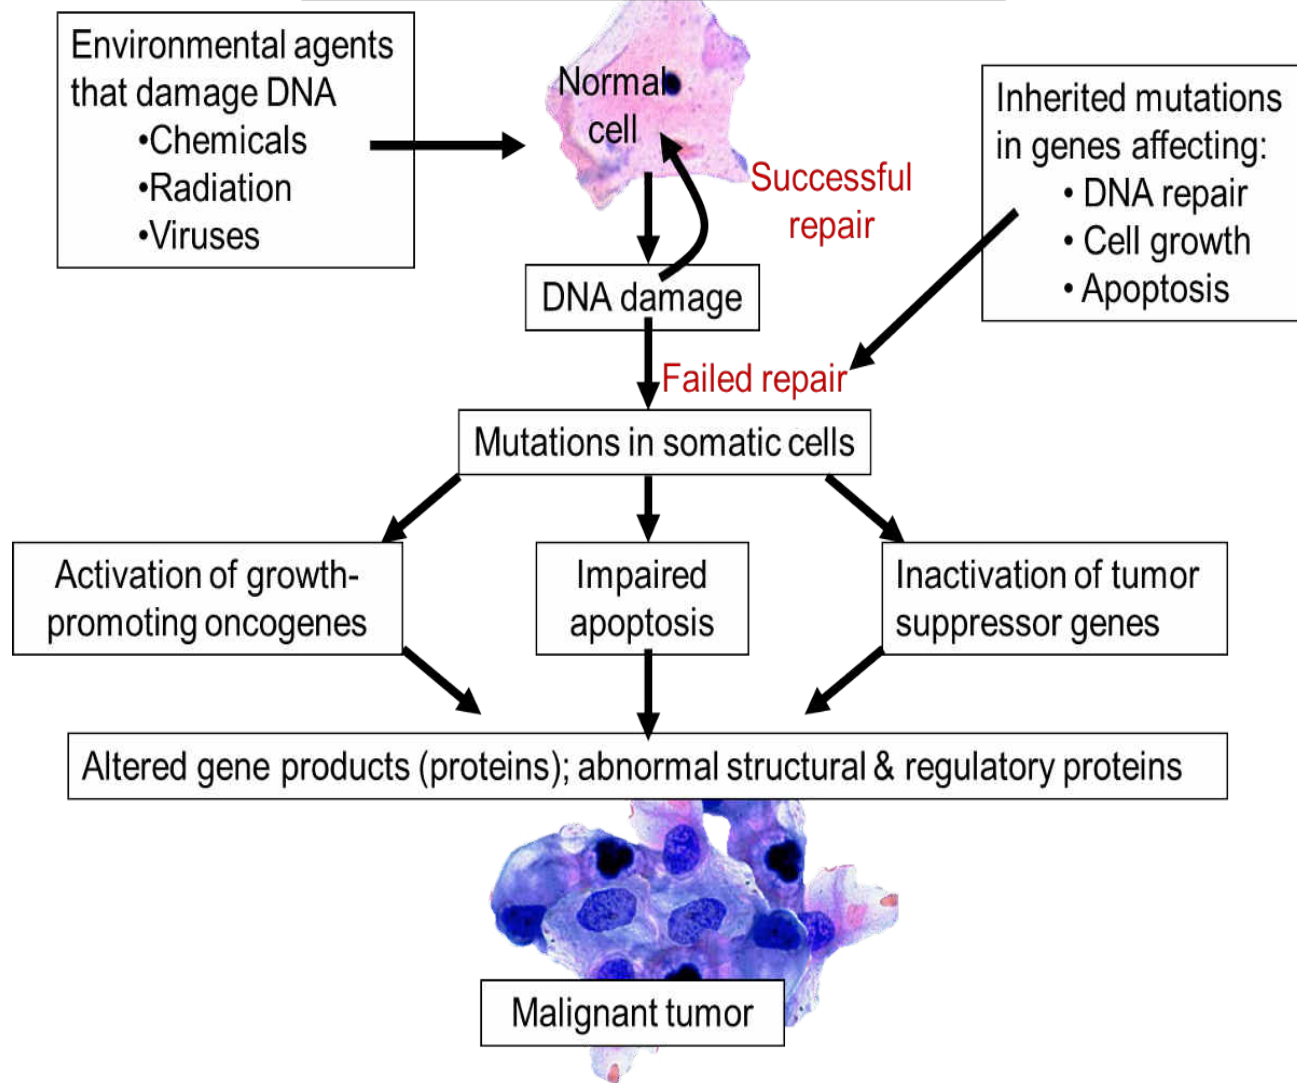 Environmental agents
that damage DNA
•Chemicals
•Radiation
•Viruses
Normal
cell
Successful
repair
Inherited mutations
in genes affecting:
• DNA repair
• Cell growth
• Apoptosis
DNA damage
Failed repair
Mutations in somatic cells
Activation of growth-
promoting oncogenes
Impaired
apoptosis
Inactivation of tumor
suppressor genes
Altered gene products (proteins); abnormal structural & regulatory proteins
Malignant tumor